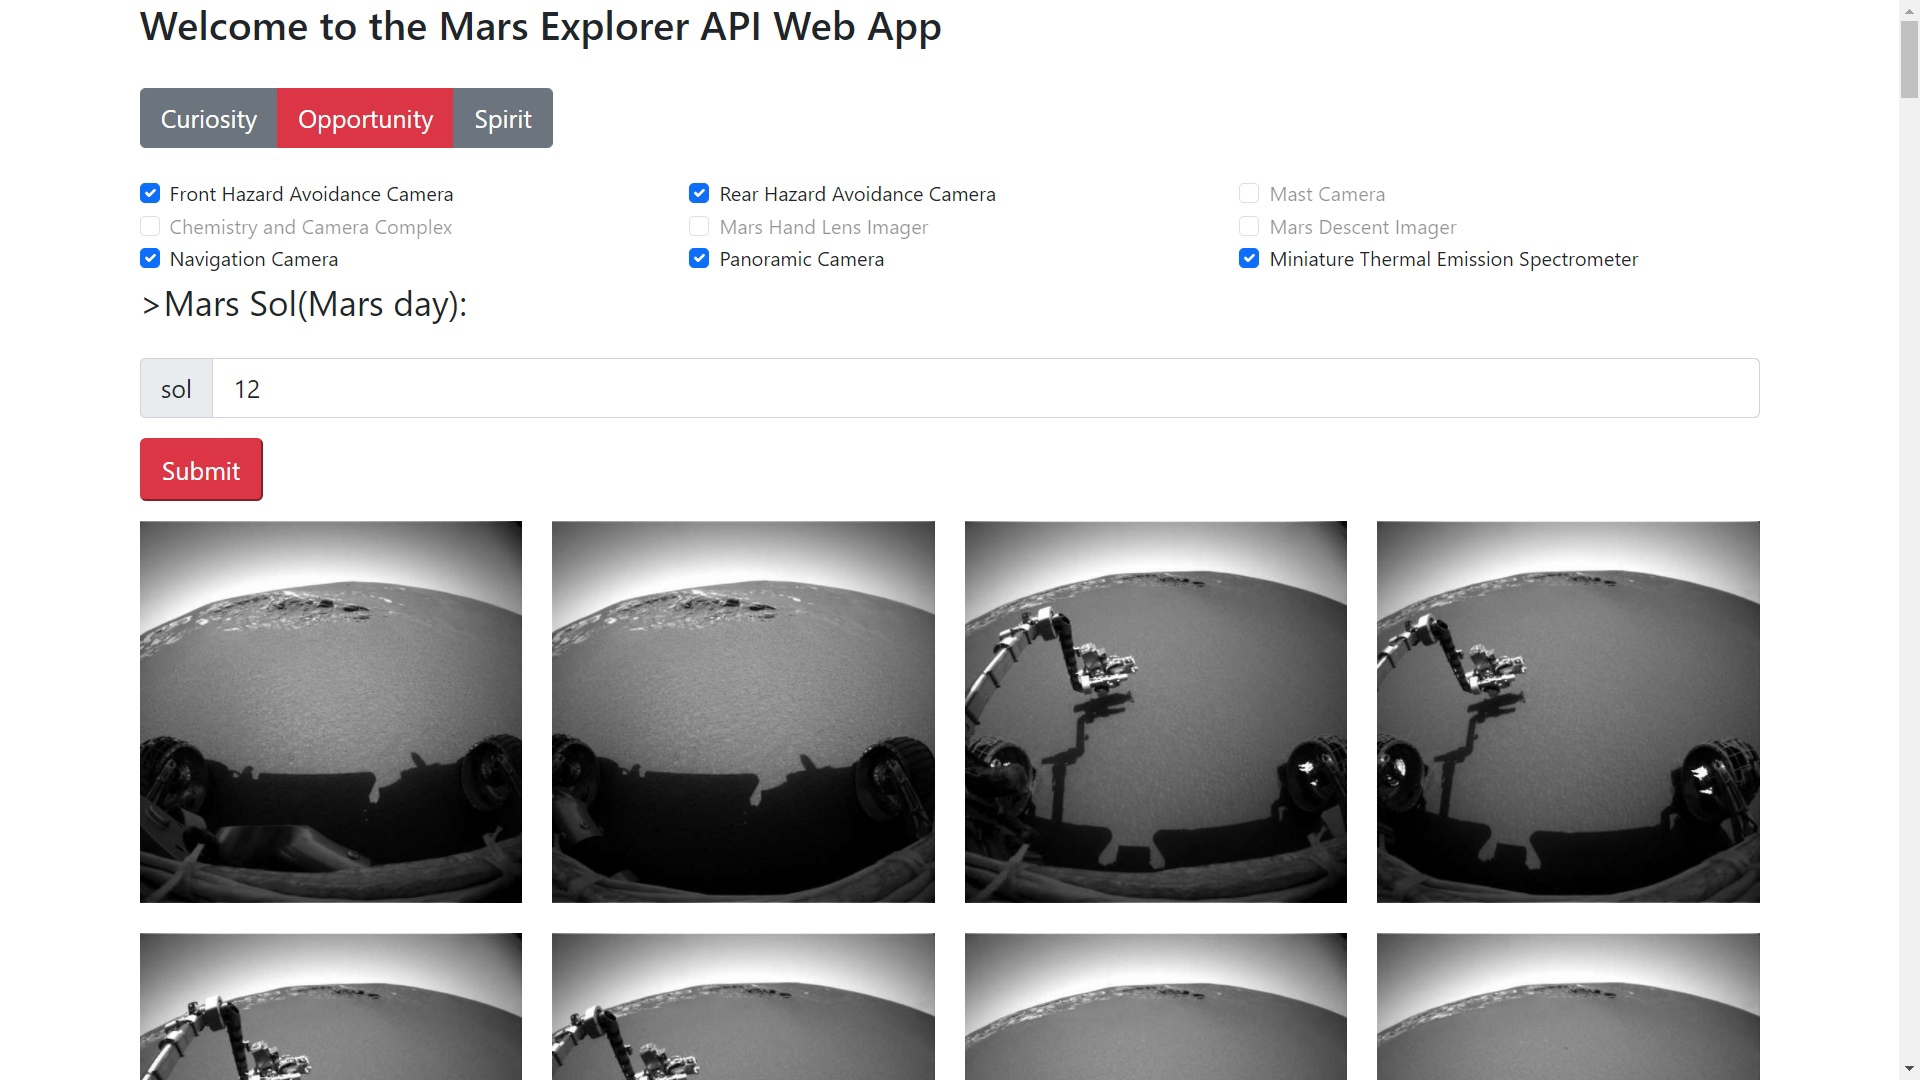 Welcome to the Mars Explorer API Web App
Curiosity Opportunity Spirit
Front Hazard Avoidance Camera Rear Hazard Avoidance Camera Mast Camera
Chemistry and Camera Complex Mars Hand Lens Imager Mars Descent Imager
Navigation Camera Panoramic Camera Miniature Thermal Emission Spectrometer
>Mars Sol(Mars day):
sol 12
Submit